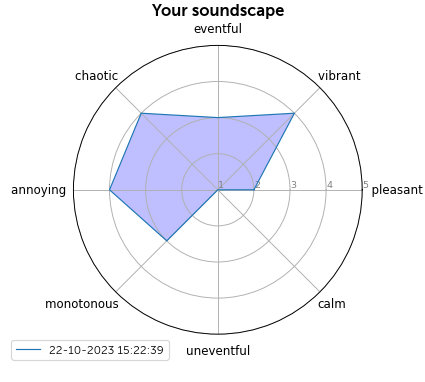 Your soundscape
eventful
chaotic
vibrant
annoying
1 2 3 4 5
pleasant
monotonous
calm
22-10-2023 15:22:39
uneventful